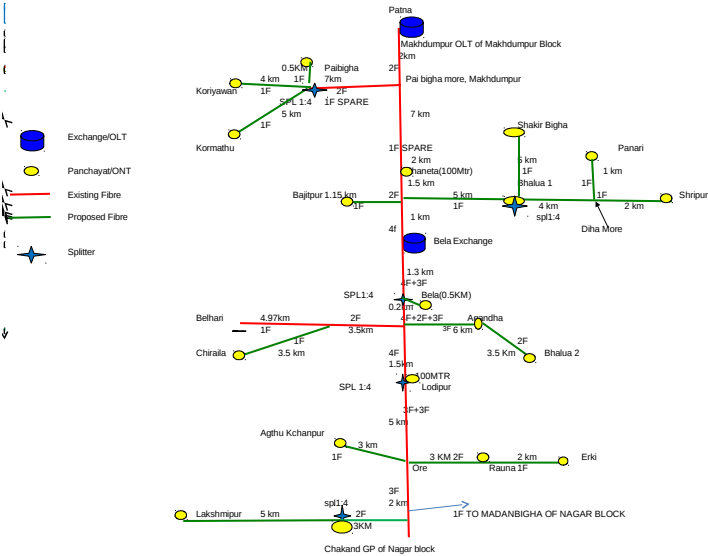 Patna
Makhdumpur OLT of Makhdumpur Block
2km
2F
0.5KM
Paibigha
4 km
1F
7km
Pai bigha more, Makhdumpur
Koriyawan
1F
2F
SPL 1:4
1F SPARE
5 km
7 km
1F
Shakir Bigha
Exchange/OLT
Kormathu
1F SPARE
Panari
2 km
5 km
Panchayat/ONT
haneta(100Mtr)
1F
1 km
1.5 km
Bhalua 1
1F
Existing Fibre
Bajitpur 1.15 km
2F
5 km
1F
Shripur
1F
1F
4 km
2 km
Proposed Fibre
1 km
spl1:4
4f
Diha More
Bela Exchange
Splitter
1.3 km
4F+3F
SPL1:4
Bela(0.5KM)
0.2km
Belhari
4.97km
2F
4F+2F+3F
Agandha
1F
3.5km
3F 6 km
1F
2F
Chiraila
3.5 km
4F
3.5 Km
Bhalua 2
1.5km
100MTR
SPL 1:4
Lodipur
3F+3F
5 km
Agthu Kchanpur
3 km
1F
3 KM 2F
2 km
Erki
Ore
Rauna 1F
3F
spl1:4
2 km
Lakshmipur
5 km
2F
1F TO MADANBIGHA OF NAGAR BLOCK
3KM
Chakand GP of Nagar block